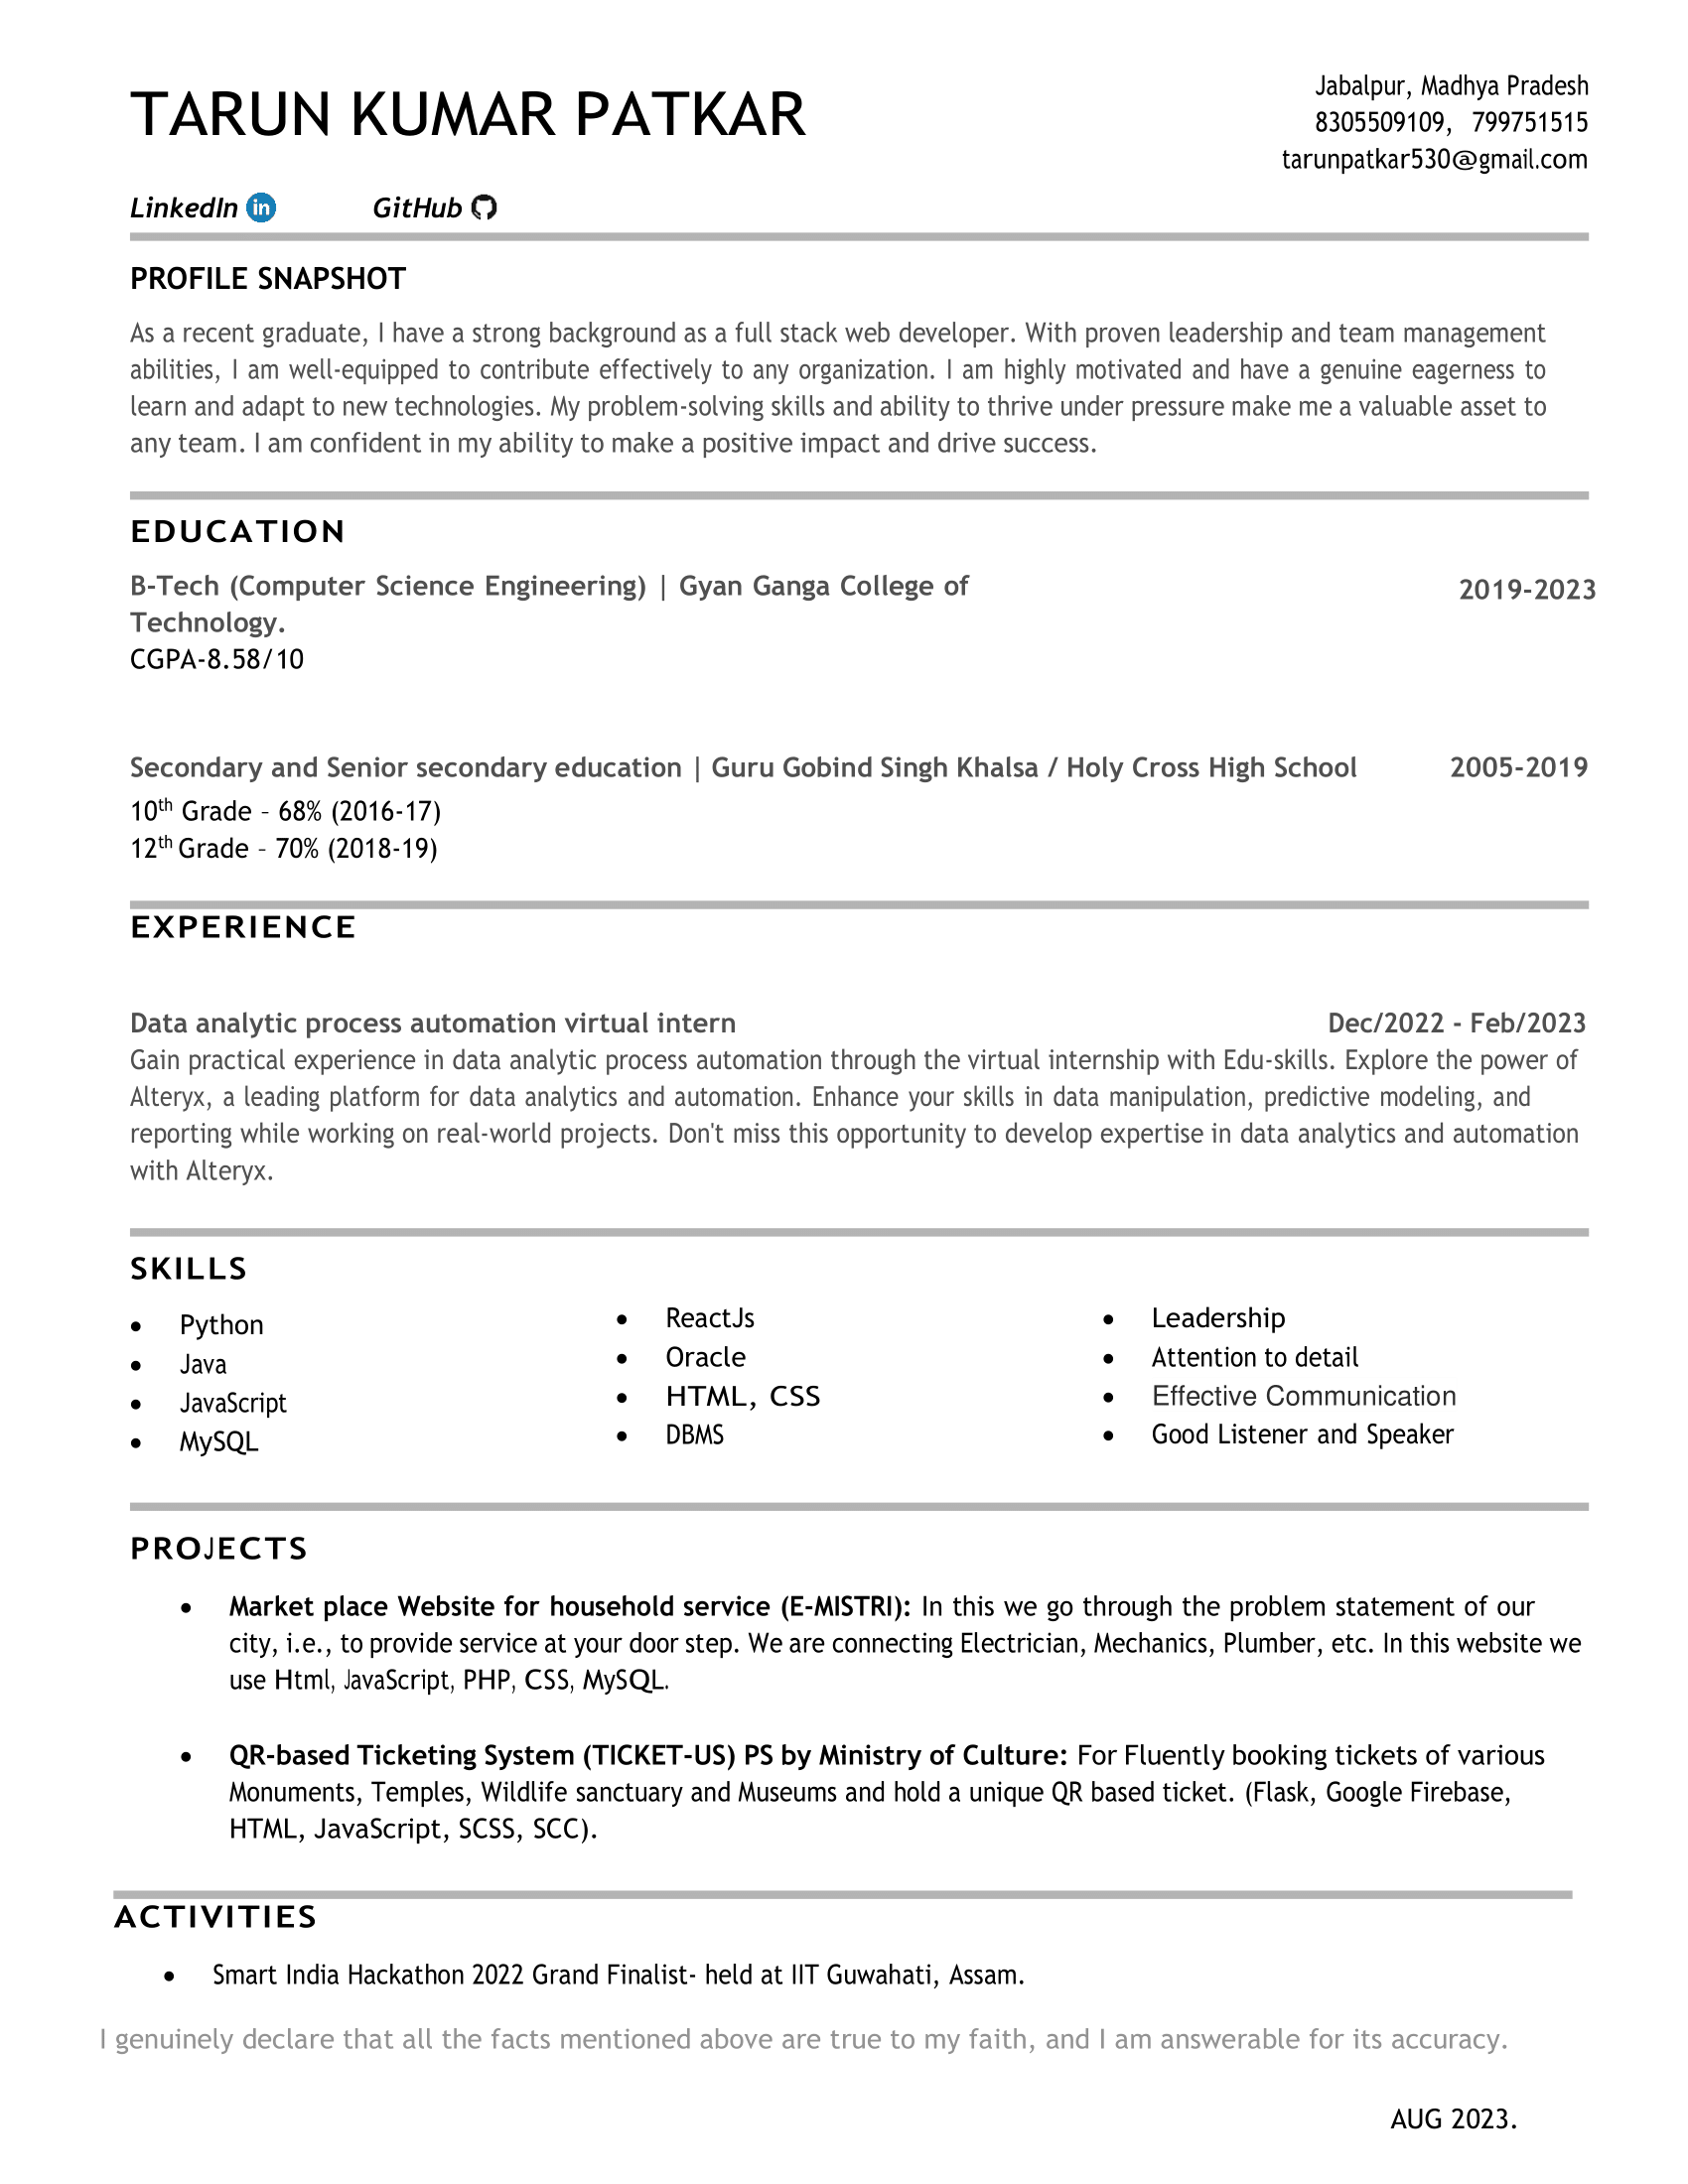 TARUN KUMAR PATKAR
Jabalpur, Madhya Pradesh
8305509109, 799751515
tarunpatkar530@gmail.com
LinkedIn in GitHub
PROFILE SNAPSHOT
As a recent graduate, I have a strong background as a full stack web developer. With proven leadership and team management
abilities, I am well-equipped to contribute effectively to any organization. I am highly motivated and have a genuine eagerness to
learn and adapt to new technologies. My problem-solving skills and ability to thrive under pressure make me a valuable asset to
any team. I am confident in my ability to make a positive impact and drive success.
EDUCATION
B-Tech (Computer Science Engineering) | Gyan Ganga College of 2019-2023
Technology.
CGPA-8.58/10
Secondary and Senior secondary education | Guru Gobind Singh Khalsa / Holy Cross High School 2005-2019
10th Grade – 68% (2016-17)
12th Grade – 70% (2018-19)
EXPERIENCE
Data analytic process automation virtual intern Dec/2022 - Feb/2023
Gain practical experience in data analytic process automation through the virtual internship with Edu-skills. Explore the power of
Alteryx, a leading platform for data analytics and automation. Enhance your skills in data manipulation, predictive modeling, and
reporting while working on real-world projects. Don't miss this opportunity to develop expertise in data analytics and automation
with Alteryx.
SKILLS
• Python
• Java
• JavaScript
• MySQL
• ReactJs
• Oracle
• HTML, CSS
• DBMS
• Leadership
• Attention to detail
• Effective Communication
• Good Listener and Speaker
PROJECTS
• Market place Website for household service (E-MISTRI): In this we go through the problem statement of our
city, i.e., to provide service at your door step. We are connecting Electrician, Mechanics, Plumber, etc. In this website we
use Html, JavaScript, PHP, CSS, MySQL.
• QR-based Ticketing System (TICKET-US) PS by Ministry of Culture: For Fluently booking tickets of various
Monuments, Temples, Wildlife sanctuary and Museums and hold a unique QR based ticket. (Flask, Google Firebase,
HTML, JavaScript, SCSS, SCC).
ACTIVITIES
• Smart India Hackathon 2022 Grand Finalist- held at IIT Guwahati, Assam.
I genuinely declare that all the facts mentioned above are true to my faith, and I am answerable for its accuracy.
AUG 2023.